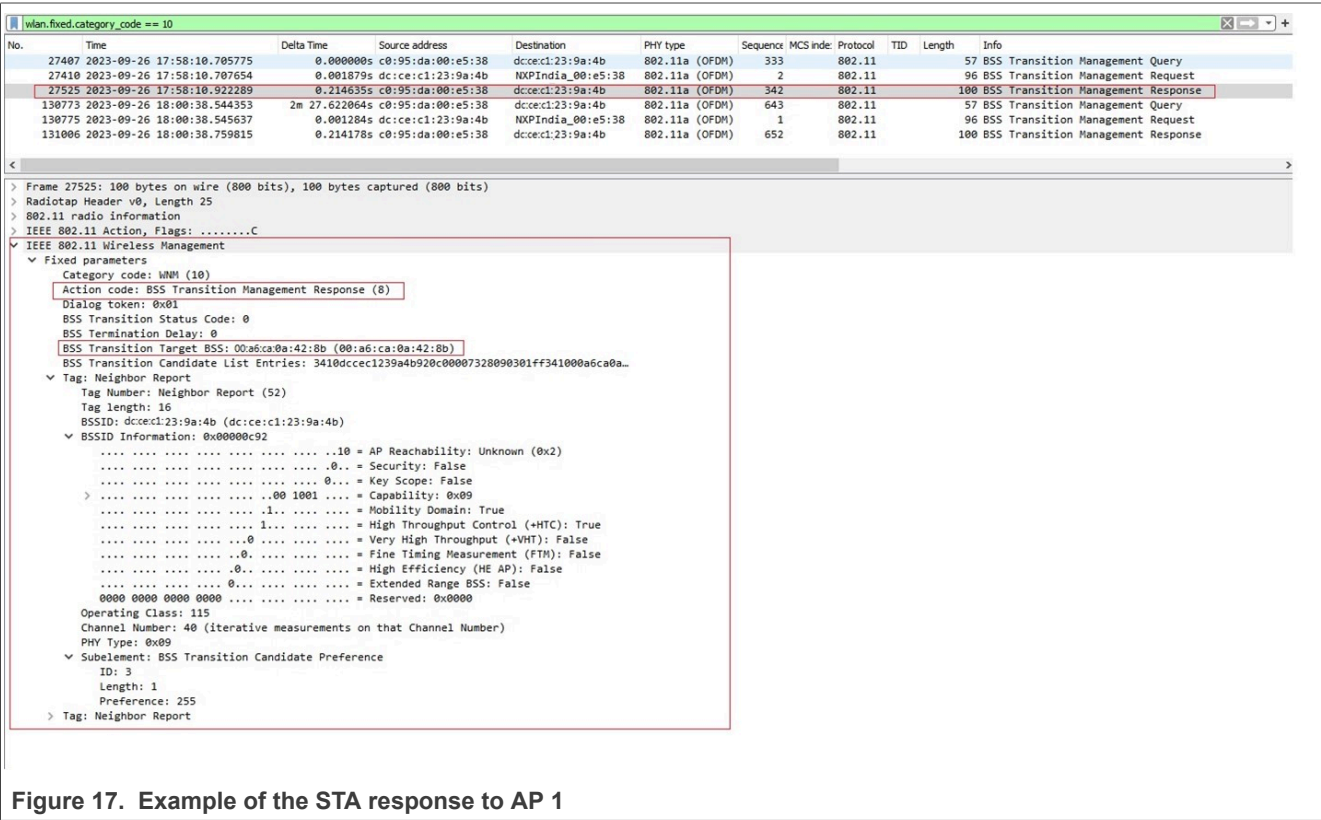 wlan.fixed.category_code == 10
No. Time Delta Time Source address Destination PHY type Sequence MCS inde: Protocol TID Length Info
27407 2023-09-26 17:58:10.705775 0.000000s c0:95:da:00:e5:38 dc:ce:c1:23:9a:4b 802.11a (OFDM) 333 802.11 57 BSS Transition Management Query
27410 2023-09-26 17:58:10.707654 0.001879s dc:ce:c1:23:9a:4b NXPIndia_00:e5:38 802.11a (OFDM) 2 802.11 96 BSS Transition Management Request
27525 2023-09-26 17:58:10.922289 0.214635s c0:95:da:00:e5:38 dc:ce:c1:23:9a:4b 802.11a (OFDM) 342 802.11 100 BSS Transition Management Response
130773 2023-09-26 18:00:38.544353 2m 27.622064s c0:95:da:00:e5:38 dc:ce:c1:23:9a:4b 802.11a (OFDM) 643 802.11 57 BSS Transition Management Query
130775 2023-09-26 18:00:38.545637 0.001284s dc:ce:c1:23:9a:4b NXPIndia_00:e5:38 802.11a (OFDM) 1 802.11 96 BSS Transition Management Request
131006 2023-09-26 18:00:38.759815 0.214178s c0:95:da:00:e5:38 dc:ce:c1:23:9a:4b 802.11a (OFDM) 652 802.11 100 BSS Transition Management Response
Frame 27525: 100 bytes on wire (800 bits), 100 bytes captured (800 bits)
Radiotap Header v0, Length 25
802.11 radio information
IEEE 802.11 Action, Flags: ........C
IEEE 802.11 Wireless Management
Fixed parameters
Category code: WNM (10)
Action code: BSS Transition Management Response (8)
Dialog token: 0x01
BSS Transition Status Code: 0
BSS Termination Delay: 0
BSS Transition Target BSS: 00:a6:ca:0a:42:8b (00:a6:ca:0a:42:8b)
BSS Transition Candidate List Entries: 3410dccec1239a4b920c00007328090301ff341000a6ca0a…
Tag: Neighbor Report
Tag Number: Neighbor Report (52)
Tag length: 16
BSSID: dc:ce:c1:23:9a:4b (dc:ce:c1:23:9a:4b)
BSSID Information: 0x00000c92
.... .... .... .... .... .... .... ..10 = AP Reachability: Unknown (0x2)
.... .... .... .... .... .... .... .0.. = Security: False
.... .... .... .... .... .... .... 0... = Key Scope: False
.... .... .... .... .... ..00 1001 .... = Capability: 0x09
.... .... .... .... .... .1.. .... .... = Mobility Domain: True
.... .... .... .... .... 1... .... .... = High Throughput Control (+HTC): True
.... .... .... .... ...0 .... .... .... = Very High Throughput (+VHT): False
.... .... .... .... ..0. .... .... .... = Fine Timing Measurement (FTM): False
.... .... .... .... .0.. .... .... .... = High Efficiency (HE AP): False
.... .... .... .... 0... .... .... .... = Extended Range BSS: False
0000 0000 0000 0000 .... .... .... .... = Reserved: 0x0000
Operating Class: 115
Channel Number: 40 (iterative measurements on that Channel Number)
PHY Type: 0x09
Subelement: BSS Transition Candidate Preference
ID: 3
Length: 1
Preference: 255
Tag: Neighbor Report
Figure 17. Example of the STA response to AP 1